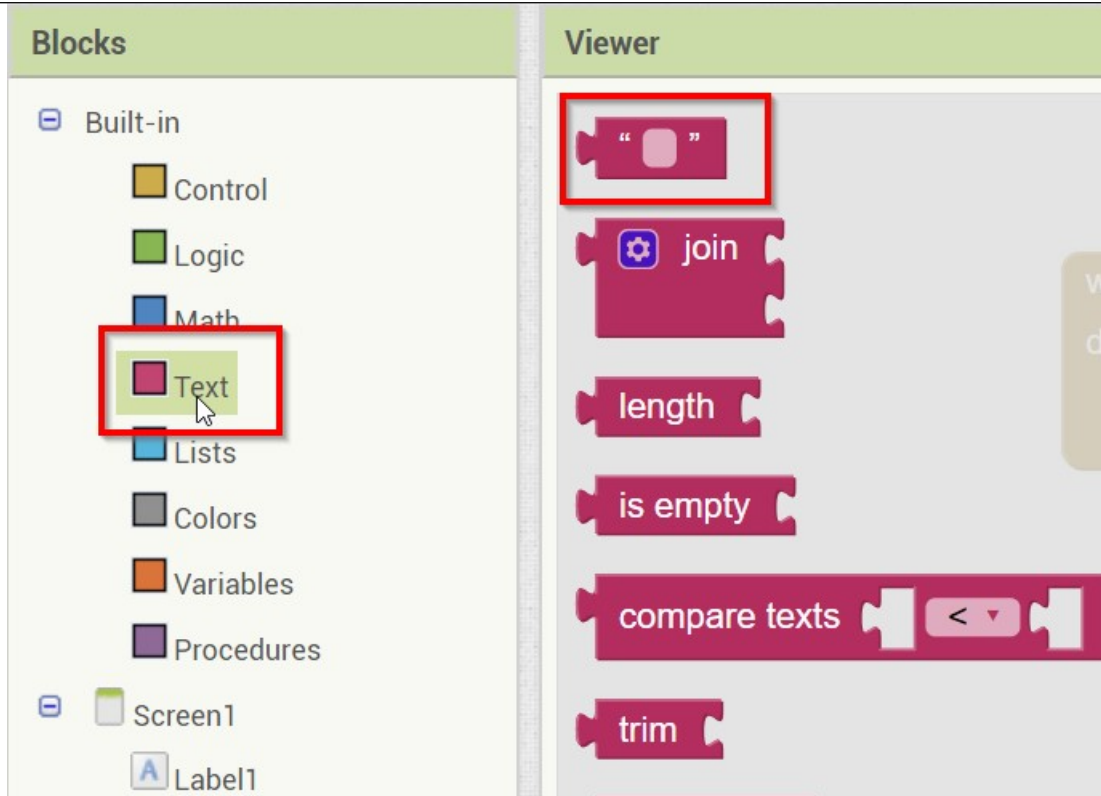 Blocks
Built-in
Control
Logic
Math
Text
Lists
Colors
Variables
Procedures
Screen1
A Label1
Viewer
“ ”
join
length
is empty
compare texts <
trim
w
d